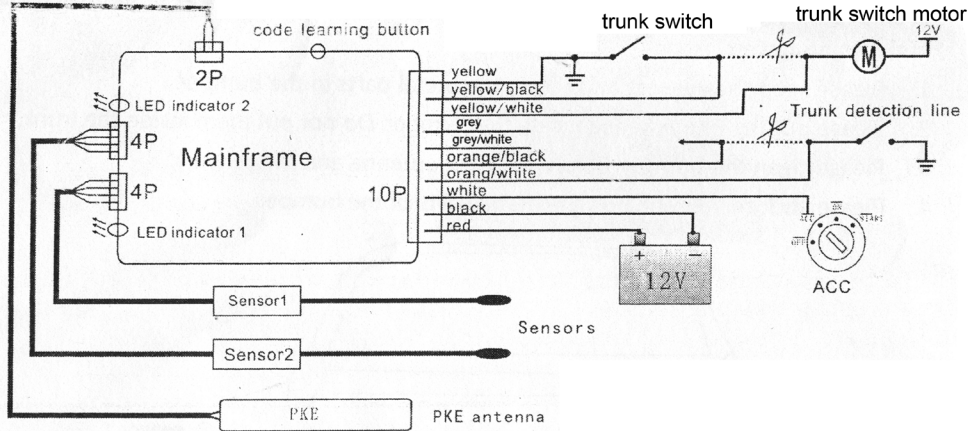 trunk switch
trunk switch motor
12V
code learning button
2P
M
LED indicator 2
4P
Mainframe
4P
LED indicator 1
10P
yellow
yellow/black
yellow/white
grey
grey/white
orange/black
orang/white
white
black
red
Trunk detection line
+ −
12V
OFF
ACC
ON
START
ACC
Sensor1
Sensors
Sensor2
PKE
PKE antenna